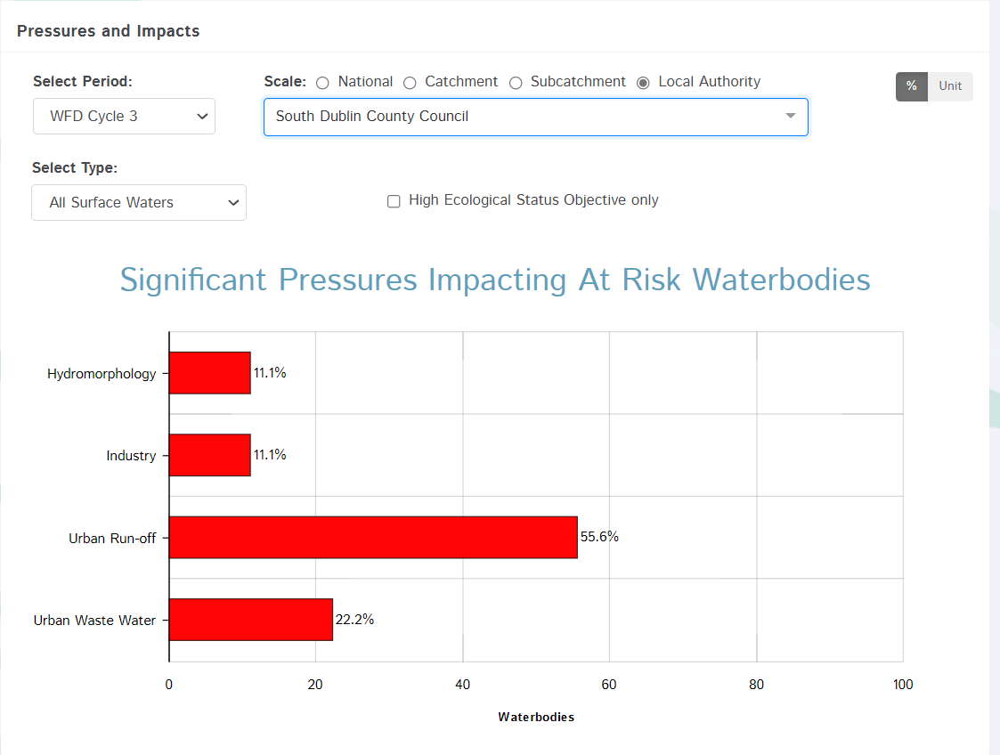 Pressures and Impacts
Select Period:
Scale: National Catchment Subcatchment Local Authority
% Unit
WFD Cycle 3
South Dublin County Council
Select Type:
All Surface Waters
High Ecological Status Objective only
Significant Pressures Impacting At Risk Waterbodies
Hydromorphology 11.1%
Industry 11.1%
Urban Run-off 55.6%
Urban Waste Water 22.2%
0 20 40 60 80 100
Waterbodies